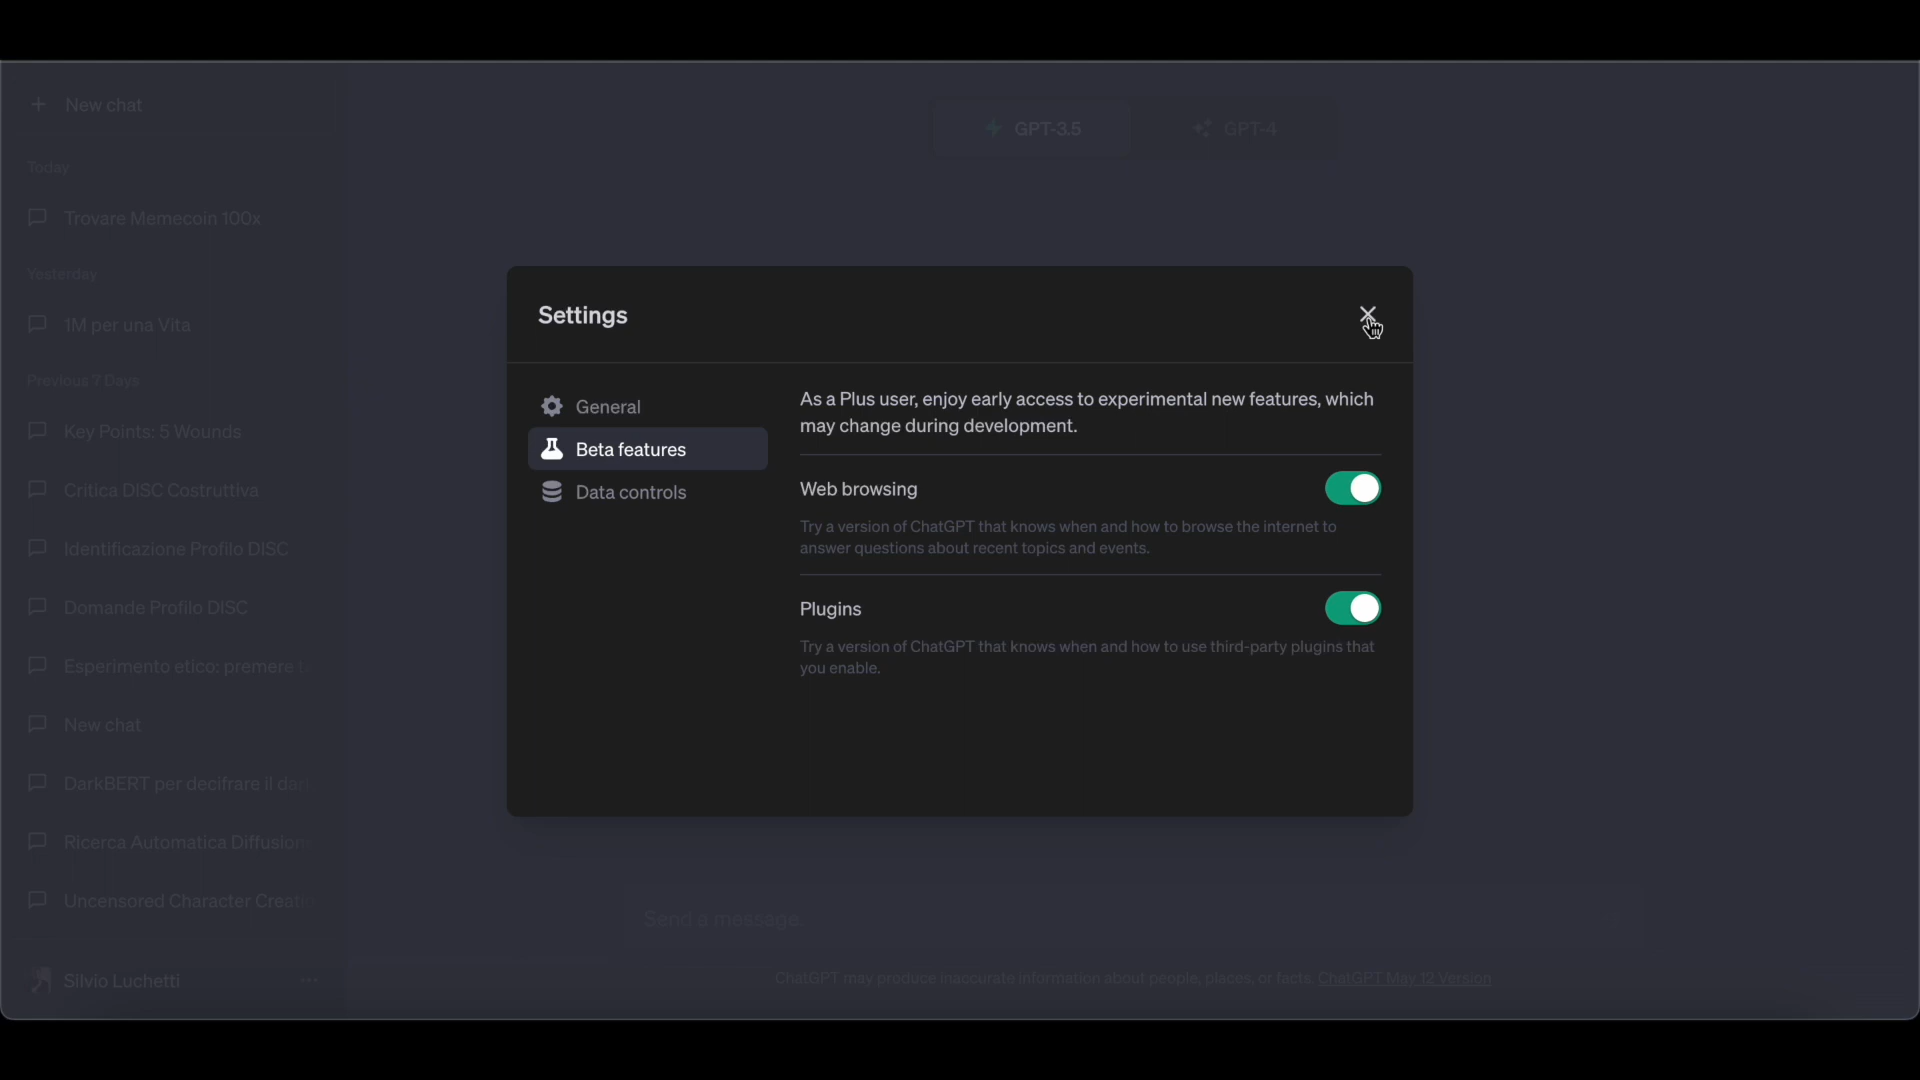 New chat
GPT-3.5
GPT-4
Today
Trovare Memecoin 100x
Yesterday
1M per una Vita
Previous 7 Days
Key Points: 5 Wounds
Critica DISC Costruttiva
Identificazione Profilo DISC
Domande Profilo DISC
Esperimento etico: premere
New chat
DarkBERT per decifrare il
Ricerca Automatica
Uncensored Character
Silvio Luchetti
Settings
General
Beta features
Data controls
As a Plus user, enjoy early access to experimental new features, which
may change during development.
Web browsing
Try a version of ChatGPT that knows when and how to browse the internet to
answer questions about recent topics and events.
Plugins
Try a version of ChatGPT that knows when and how to use third-party plugins that
you enable.
Send a message.
ChatGPT may produce inaccurate information about people, places, or facts. ChatGPT May 12 Version